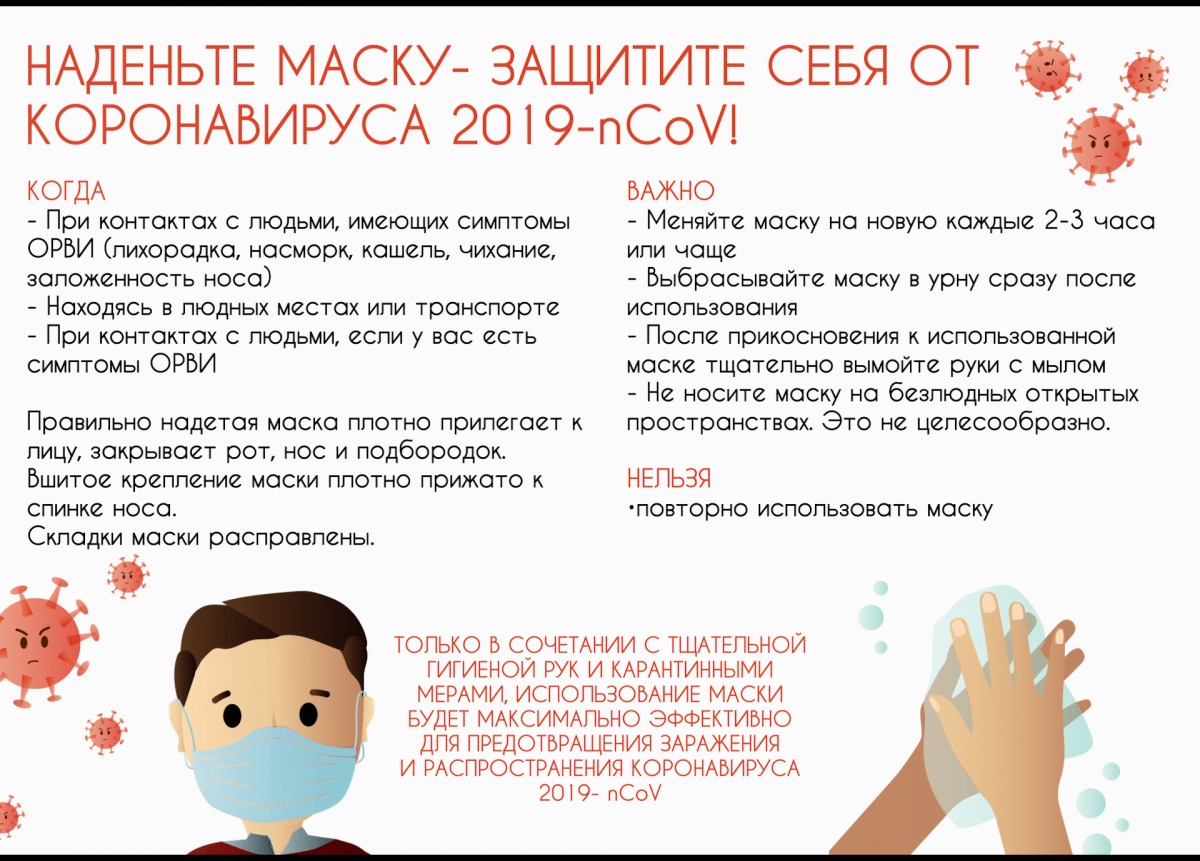 НАДЕНЬТЕ МАСКУ- ЗАЩИТИТЕ СЕБЯ ОТ
КОРОНАВИРУСА 2019-nCoV!
КОГДА
- При контактах с людьми, имеющих симптомы
ОРВИ (лихорадка, насморк, кашель, чихание,
заложенность носа)
- Находясь в людных местах или транспорте
- При контактах с людьми, если у вас есть
симптомы ОРВИ
Правильно надетая маска плотно прилегает к
лицу, закрывает рот, нос и подбородок.
Вшитое крепление маски плотно прижато к
спинке носа.
Складки маски расправлены.
ВАЖНО
- Меняйте маску на новую каждые 2-3 часа
или чаще
- Выбрасывайте маску в урну сразу после
использования
- После прикосновения к использованной
маске тщательно вымойте руки с мылом
- Не носите маску на безлюдных открытых
пространствах. Это не целесообразно.
НЕЛЬЗЯ
•повторно использовать маску
ТОЛЬКО В СОЧЕТАНИИ С ТЩАТЕЛЬНОЙ
ГИГИЕНОЙ РУК И КАРАНТИННЫМИ
МЕРАМИ, ИСПОЛЬЗОВАНИЕ МАСКИ
БУДЕТ МАКСИМАЛЬНО ЭФФЕКТИВНО
ДЛЯ ПРЕДОТВРАЩЕНИЯ ЗАРАЖЕНИЯ
И РАСПРОСТРАНЕНИЯ КОРОНАВИРУСА
2019- nCoV